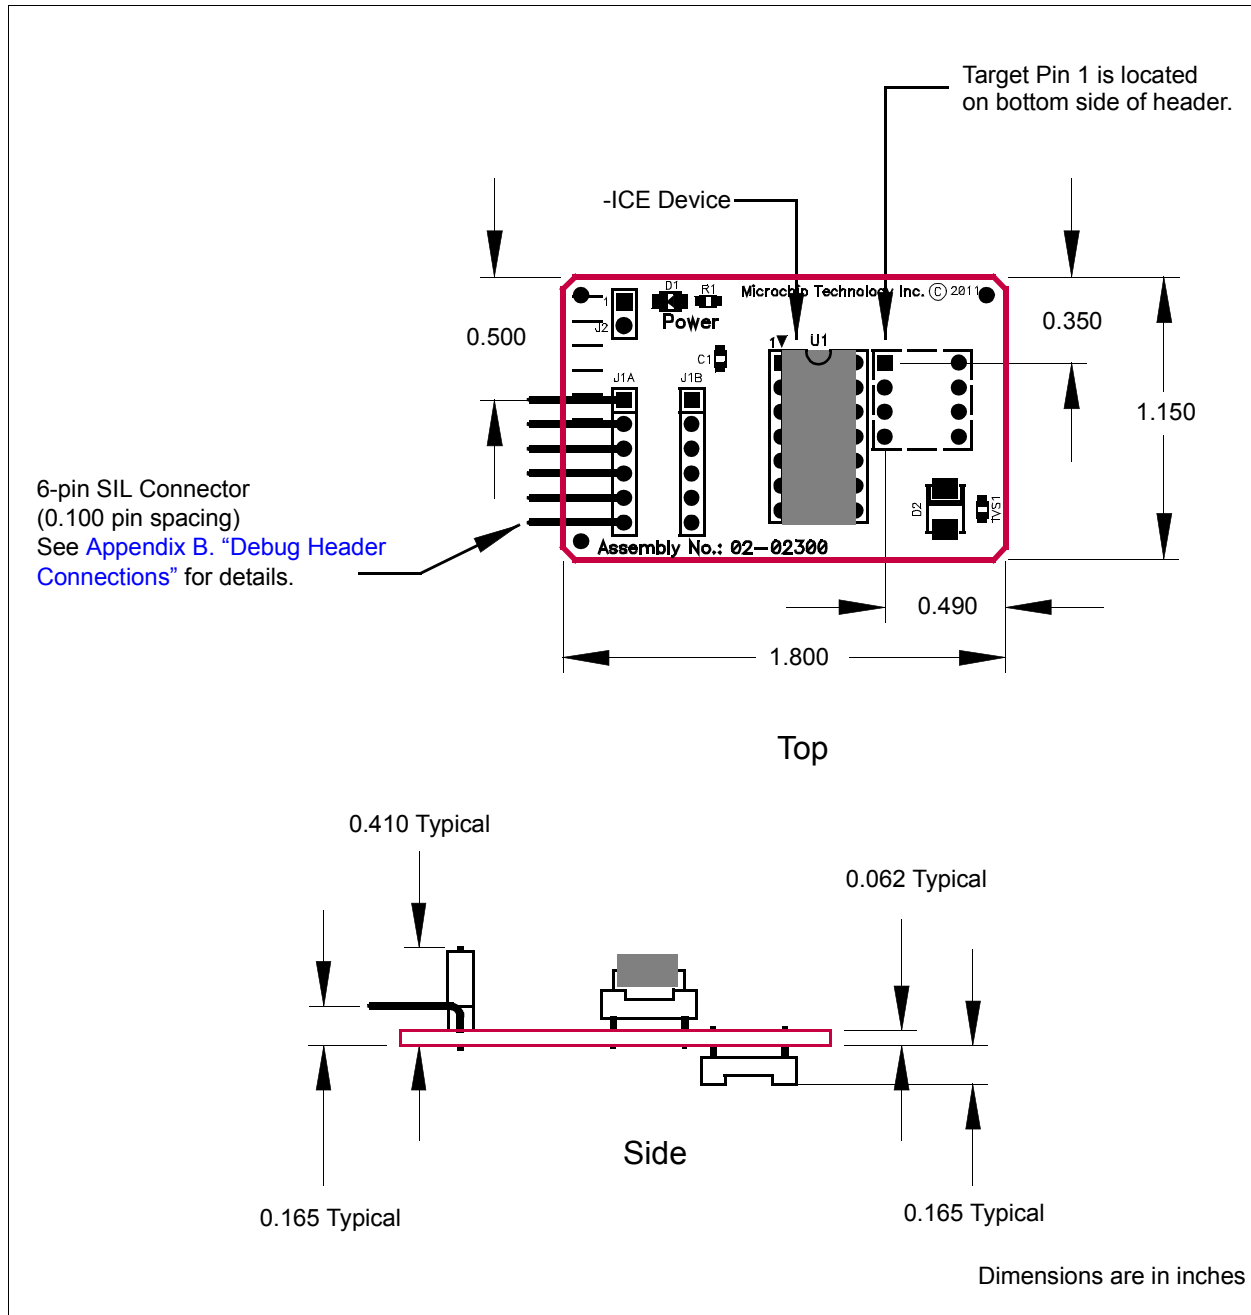 Target Pin 1 is located
on bottom side of header.
-ICE Device
D1
R1
Microchip Technology Inc. © 2011
1
J2
Power
0.500
0.350
1
U1
C1
J1A
J1B
1.150
6-pin SIL Connector
(0.100 pin spacing)
See Appendix B. “Debug Header
Connections” for details.
D2
TVS1
Assembly No.: 02-02300
0.490
1.800
Top
0.410 Typical
0.062 Typical
Side
0.165 Typical
0.165 Typical
Dimensions are in inches